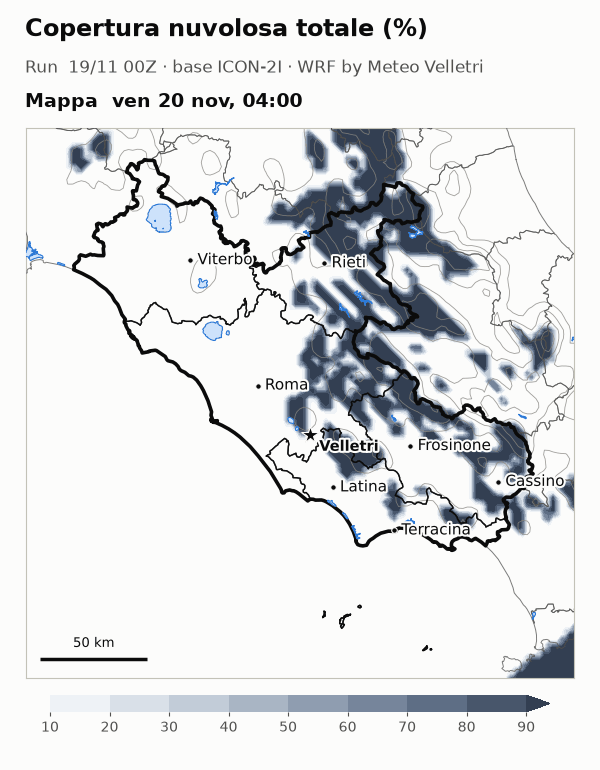 Copertura nuvolosa totale (%)
Run 19/11 00Z · base ICON-2I · WRF by Meteo Velletri
Mappa ven 20 nov, 04:00
Viterbo
Rieti
Roma
Velletri
Frosinone
Latina
Cassino
Terracina
50 km
10 20 30 40 50 60 70 80 90